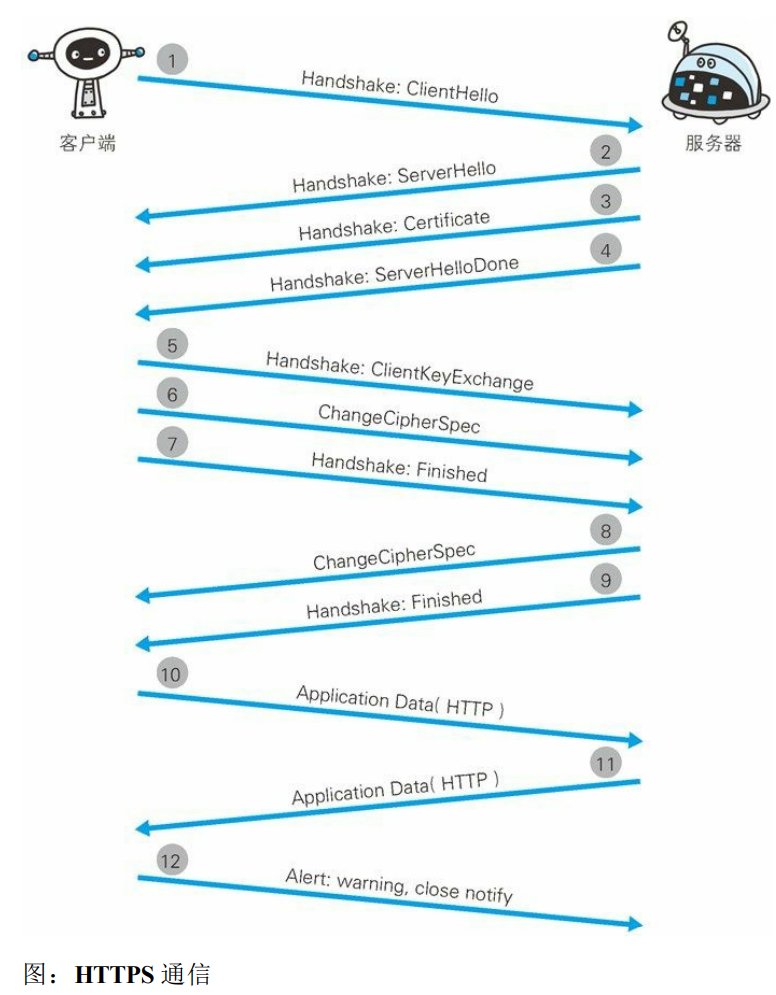 1
Handshake: ClientHello
客户端
服务器
2
Handshake: ServerHello
3
Handshake: Certificate
4
Handshake: ServerHelloDone
5
Handshake: ClientKeyExchange
6
ChangeCipherSpec
7
Handshake: Finished
8
ChangeCipherSpec
9
Handshake: Finished
10
Application Data( HTTP )
11
Application Data( HTTP )
12
Alert: warning, close notify
图：HTTPS 通信